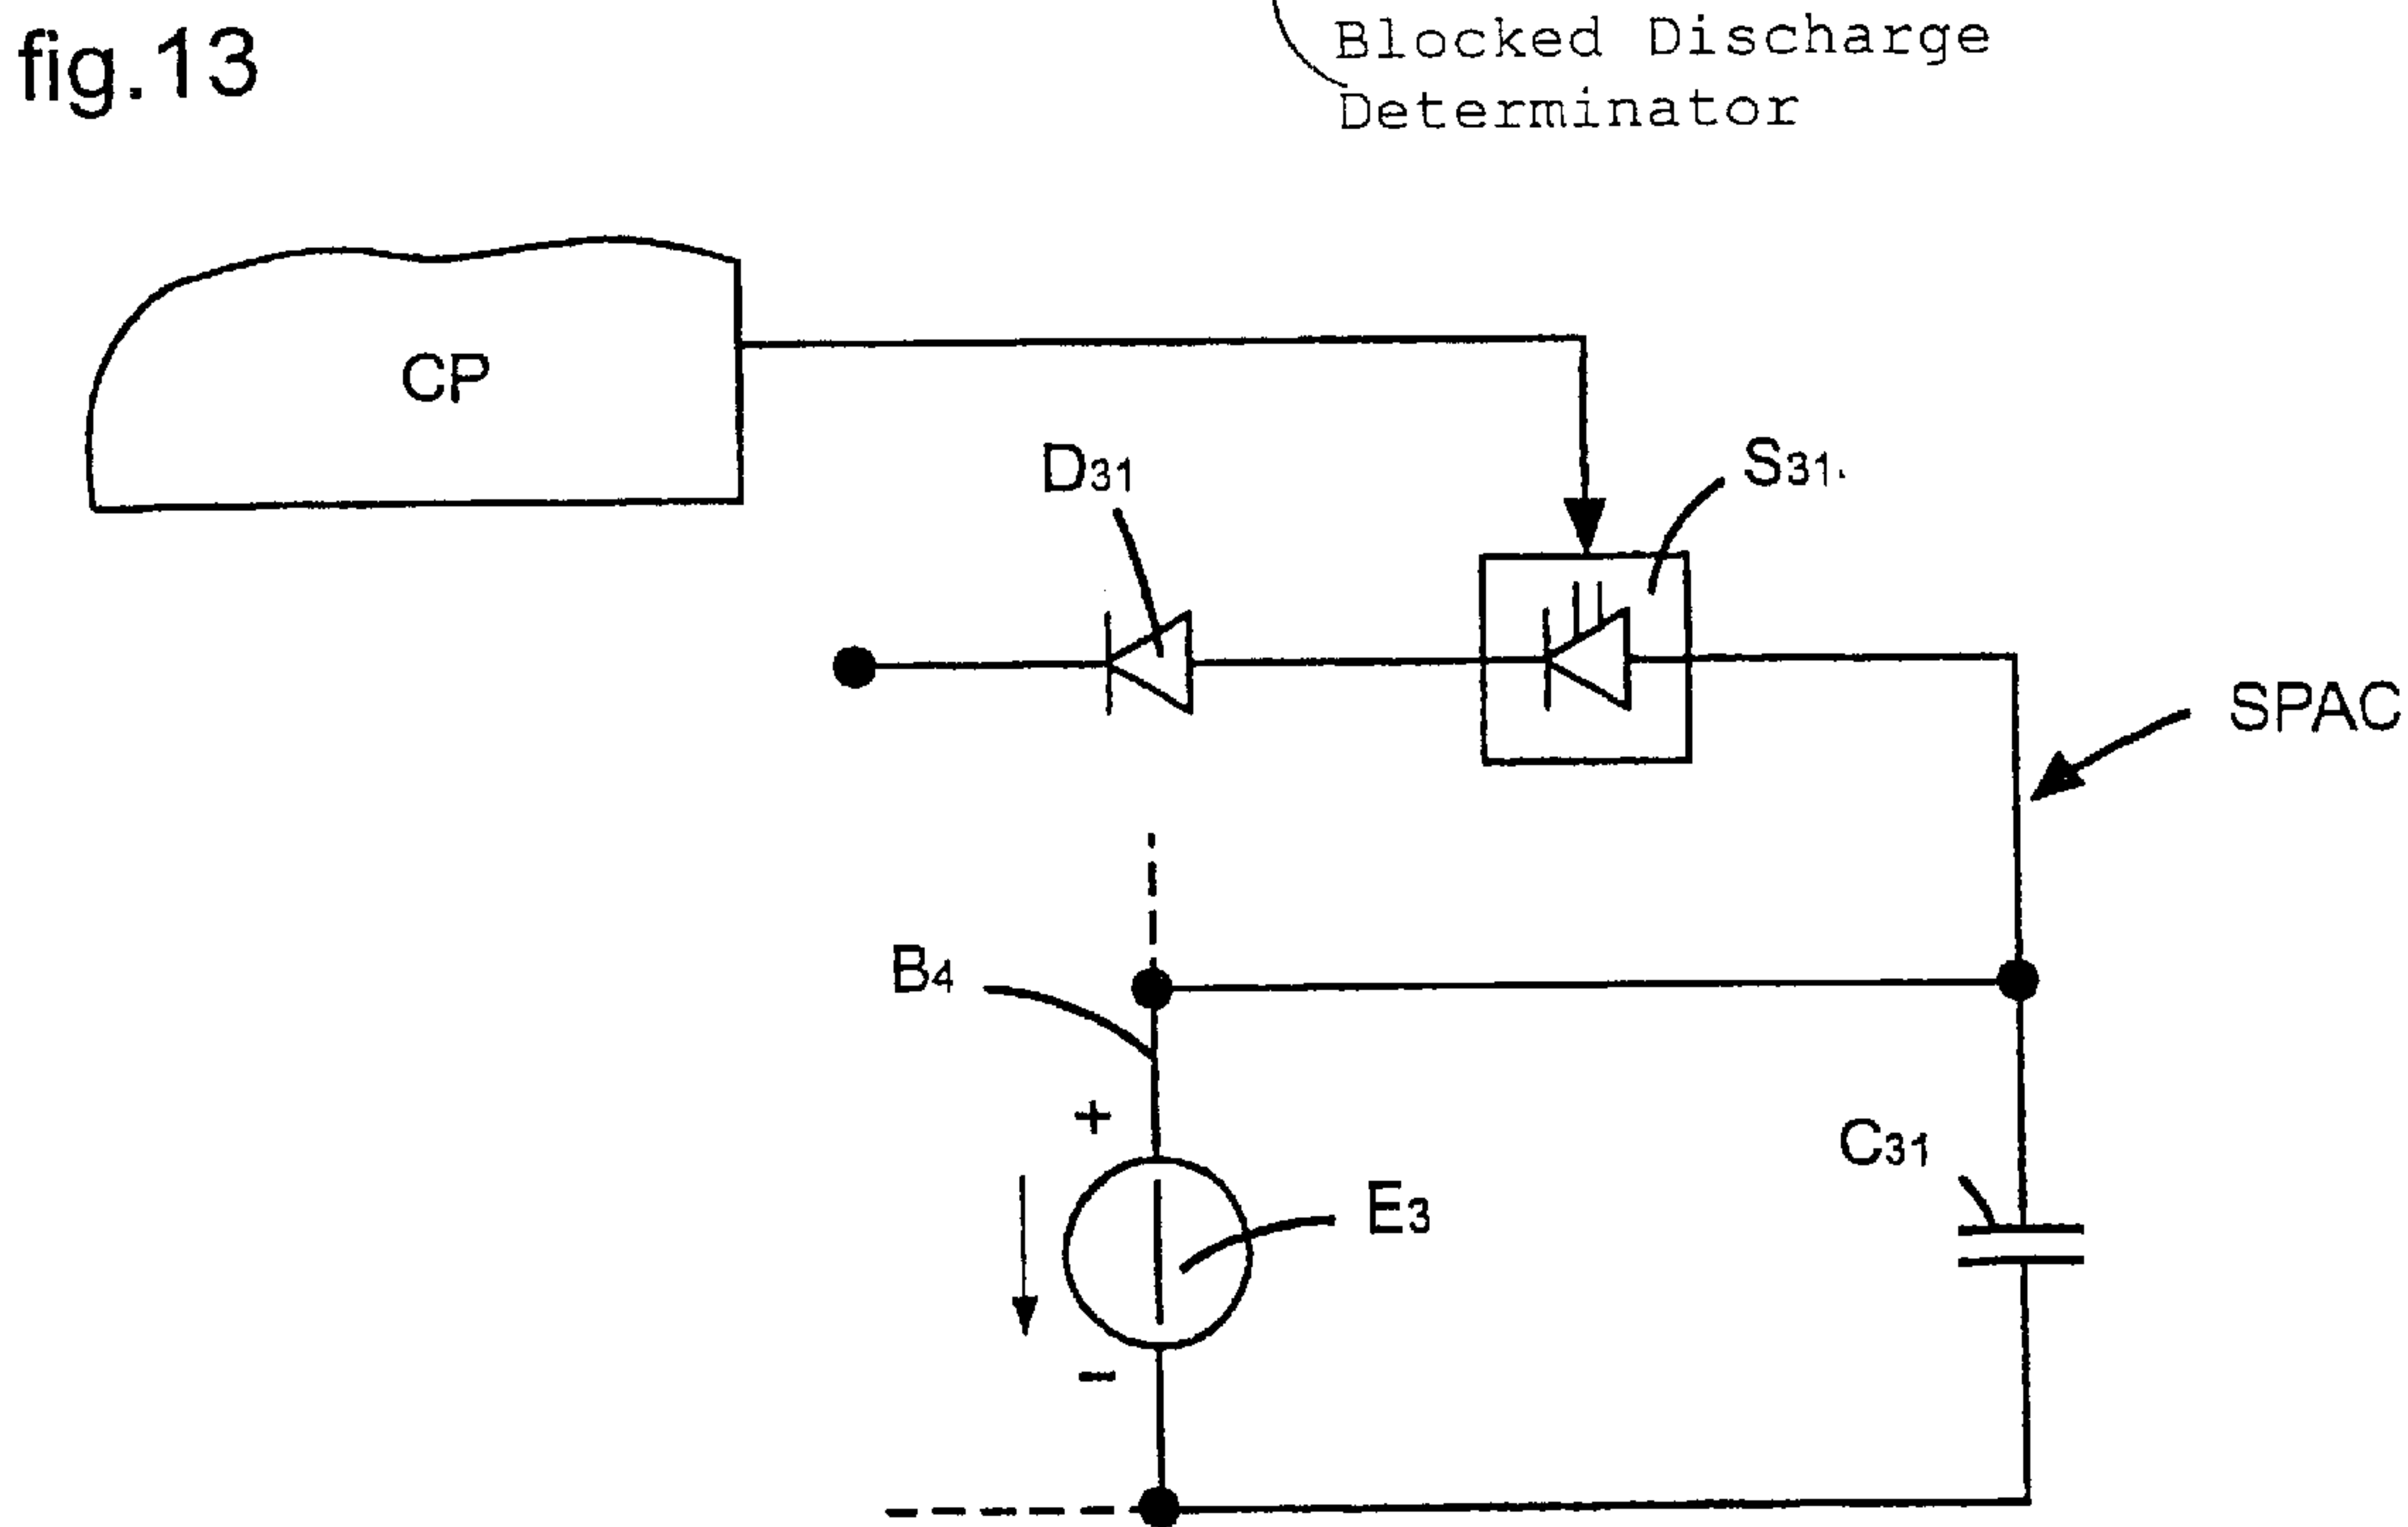 fig.13
Blocked Discharge
Determinator
CP
D31
S31.
SPAC
B4
+
E3
C31
-